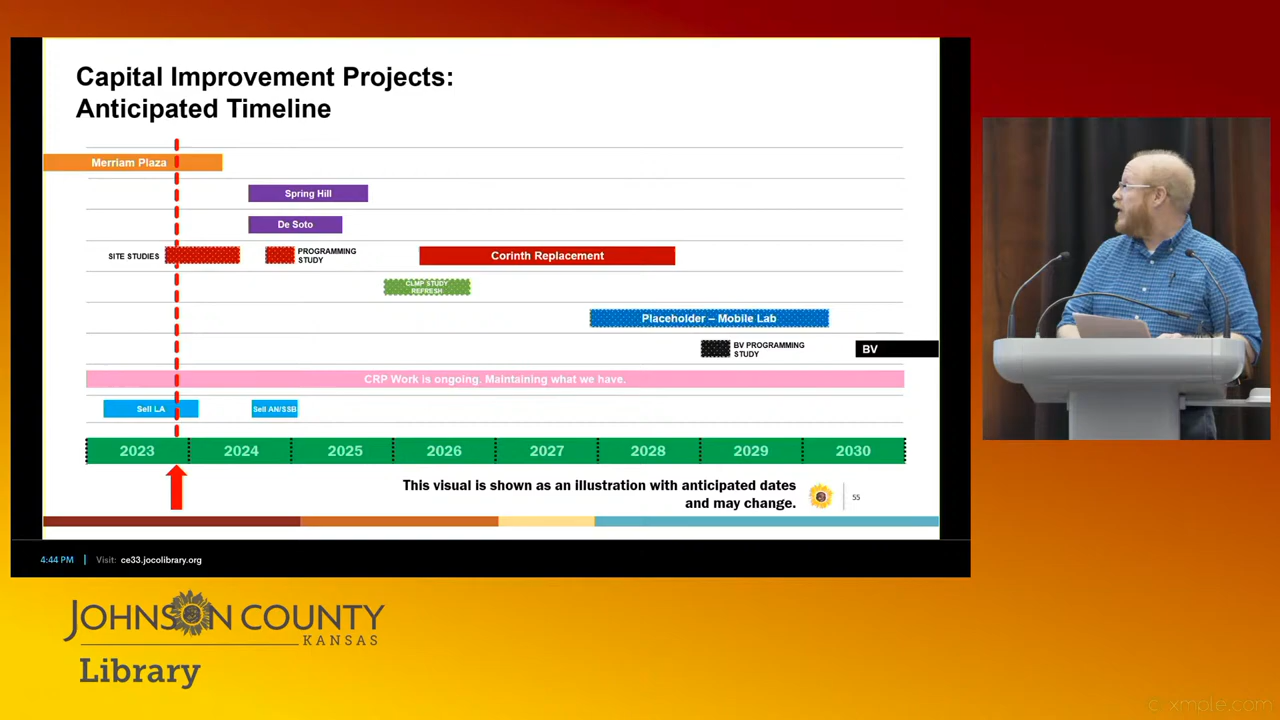 Capital Improvement Projects:
Anticipated Timeline
Merriam Plaza
Spring Hill
De Soto
SITE STUDIES
PROGRAMMING
STUDY
Corinth Replacement
CLMP STUDY
REFRESH
Placeholder – Mobile Lab
BV PROGRAMMING
STUDY
BV
CRP Work is ongoing. Maintaining what we have.
Sell LA
Sell AN/SSB
2023 2024 2025 2026 2027 2028 2029 2030
This visual is shown as an illustration with anticipated dates
and may change.
55
4:44 PM | Visit: ce33.jocolibrary.org
JOHNSON COUNTY
KANSAS
Library